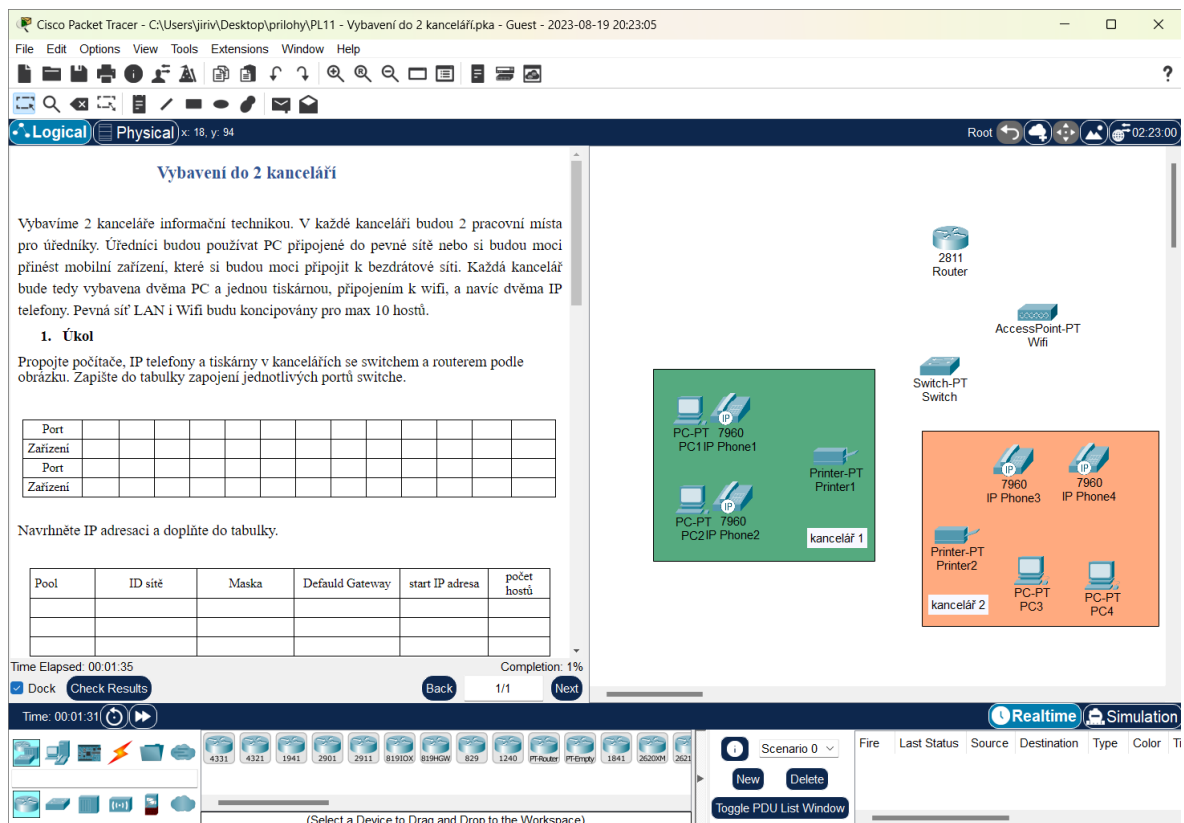 Cisco Packet Tracer - C:\Users\jiriv\Desktop\prilohy\PL11 - Vybavení do 2 kanceláří.pka - Guest - 2023-08-19 20:23:05
File Edit Options View Tools Extensions Window Help
?
Logical Physical x: 18, y: 94 Root 02:23:00
Vybavení do 2 kanceláří
Vybavíme 2 kanceláře informační technikou. V každé kanceláři budou 2 pracovní místa
pro úředníky. Úředníci budou používat PC připojené do pevné sítě nebo si budou moci
přinést mobilní zařízení, které si budou moci připojit k bezdrátové síti. Každá kancelář
bude tedy vybavena dvěma PC a jednou tiskárnou, připojením k wifi, a navíc dvěma IP
telefony. Pevná síť LAN i Wifi budu koncipovány pro max 10 hostů.
1. Úkol
Propojte počítače, IP telefony a tiskárny v kancelářích se switchem a routerem podle
obrázku. Zapište do tabulky zapojení jednotlivých portů switche.
Port
Zařízení
Port
Zařízení
Navrhněte IP adresaci a doplňte do tabulky.
Pool ID sítě Maska Defauld Gateway start IP adresa počet
hostů
Time Elapsed: 00:01:35 Completion: 1%
Dock Check Results Back 1/1 Next
2811
Router
AccessPoint-PT
Wifi
Switch-PT
Switch
IP
PC-PT 7960
PC1 IP Phone1
Printer-PT
Printer1
IP
PC-PT 7960
PC2 IP Phone2
kancelář 1
IP IP
7960 7960
IP Phone3 IP Phone4
Printer-PT
Printer2
PC-PT PC-PT
PC3 PC4
kancelář 2
Time: 00:01:31 Realtime Simulation
4331 4321 1941 2901 2911 819IOX 819HGW 829 1240 PT-Router PT-Empty 1841 2620XM 2621
(Select a Device to Drag and Drop to the Workspace)
Scenario 0
New Delete
Toggle PDU List Window
Fire Last Status Source Destination Type Color Ti